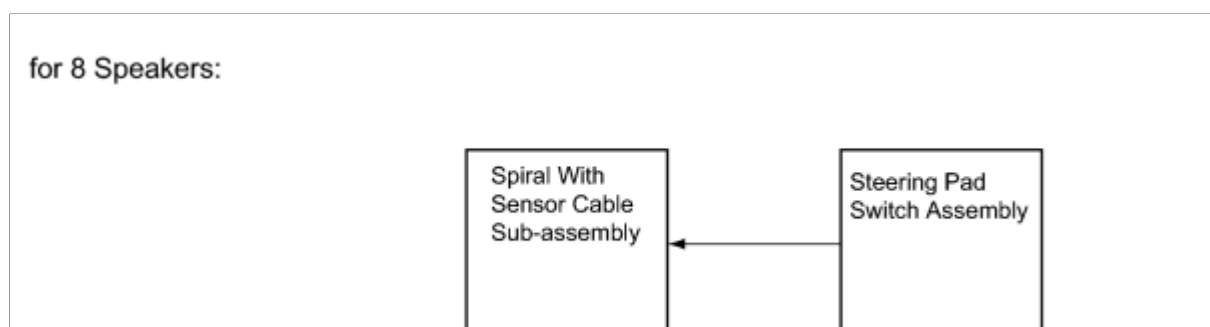 for 8 Speakers:
Spiral With
Sensor Cable
Sub-assembly
Steering Pad
Switch Assembly